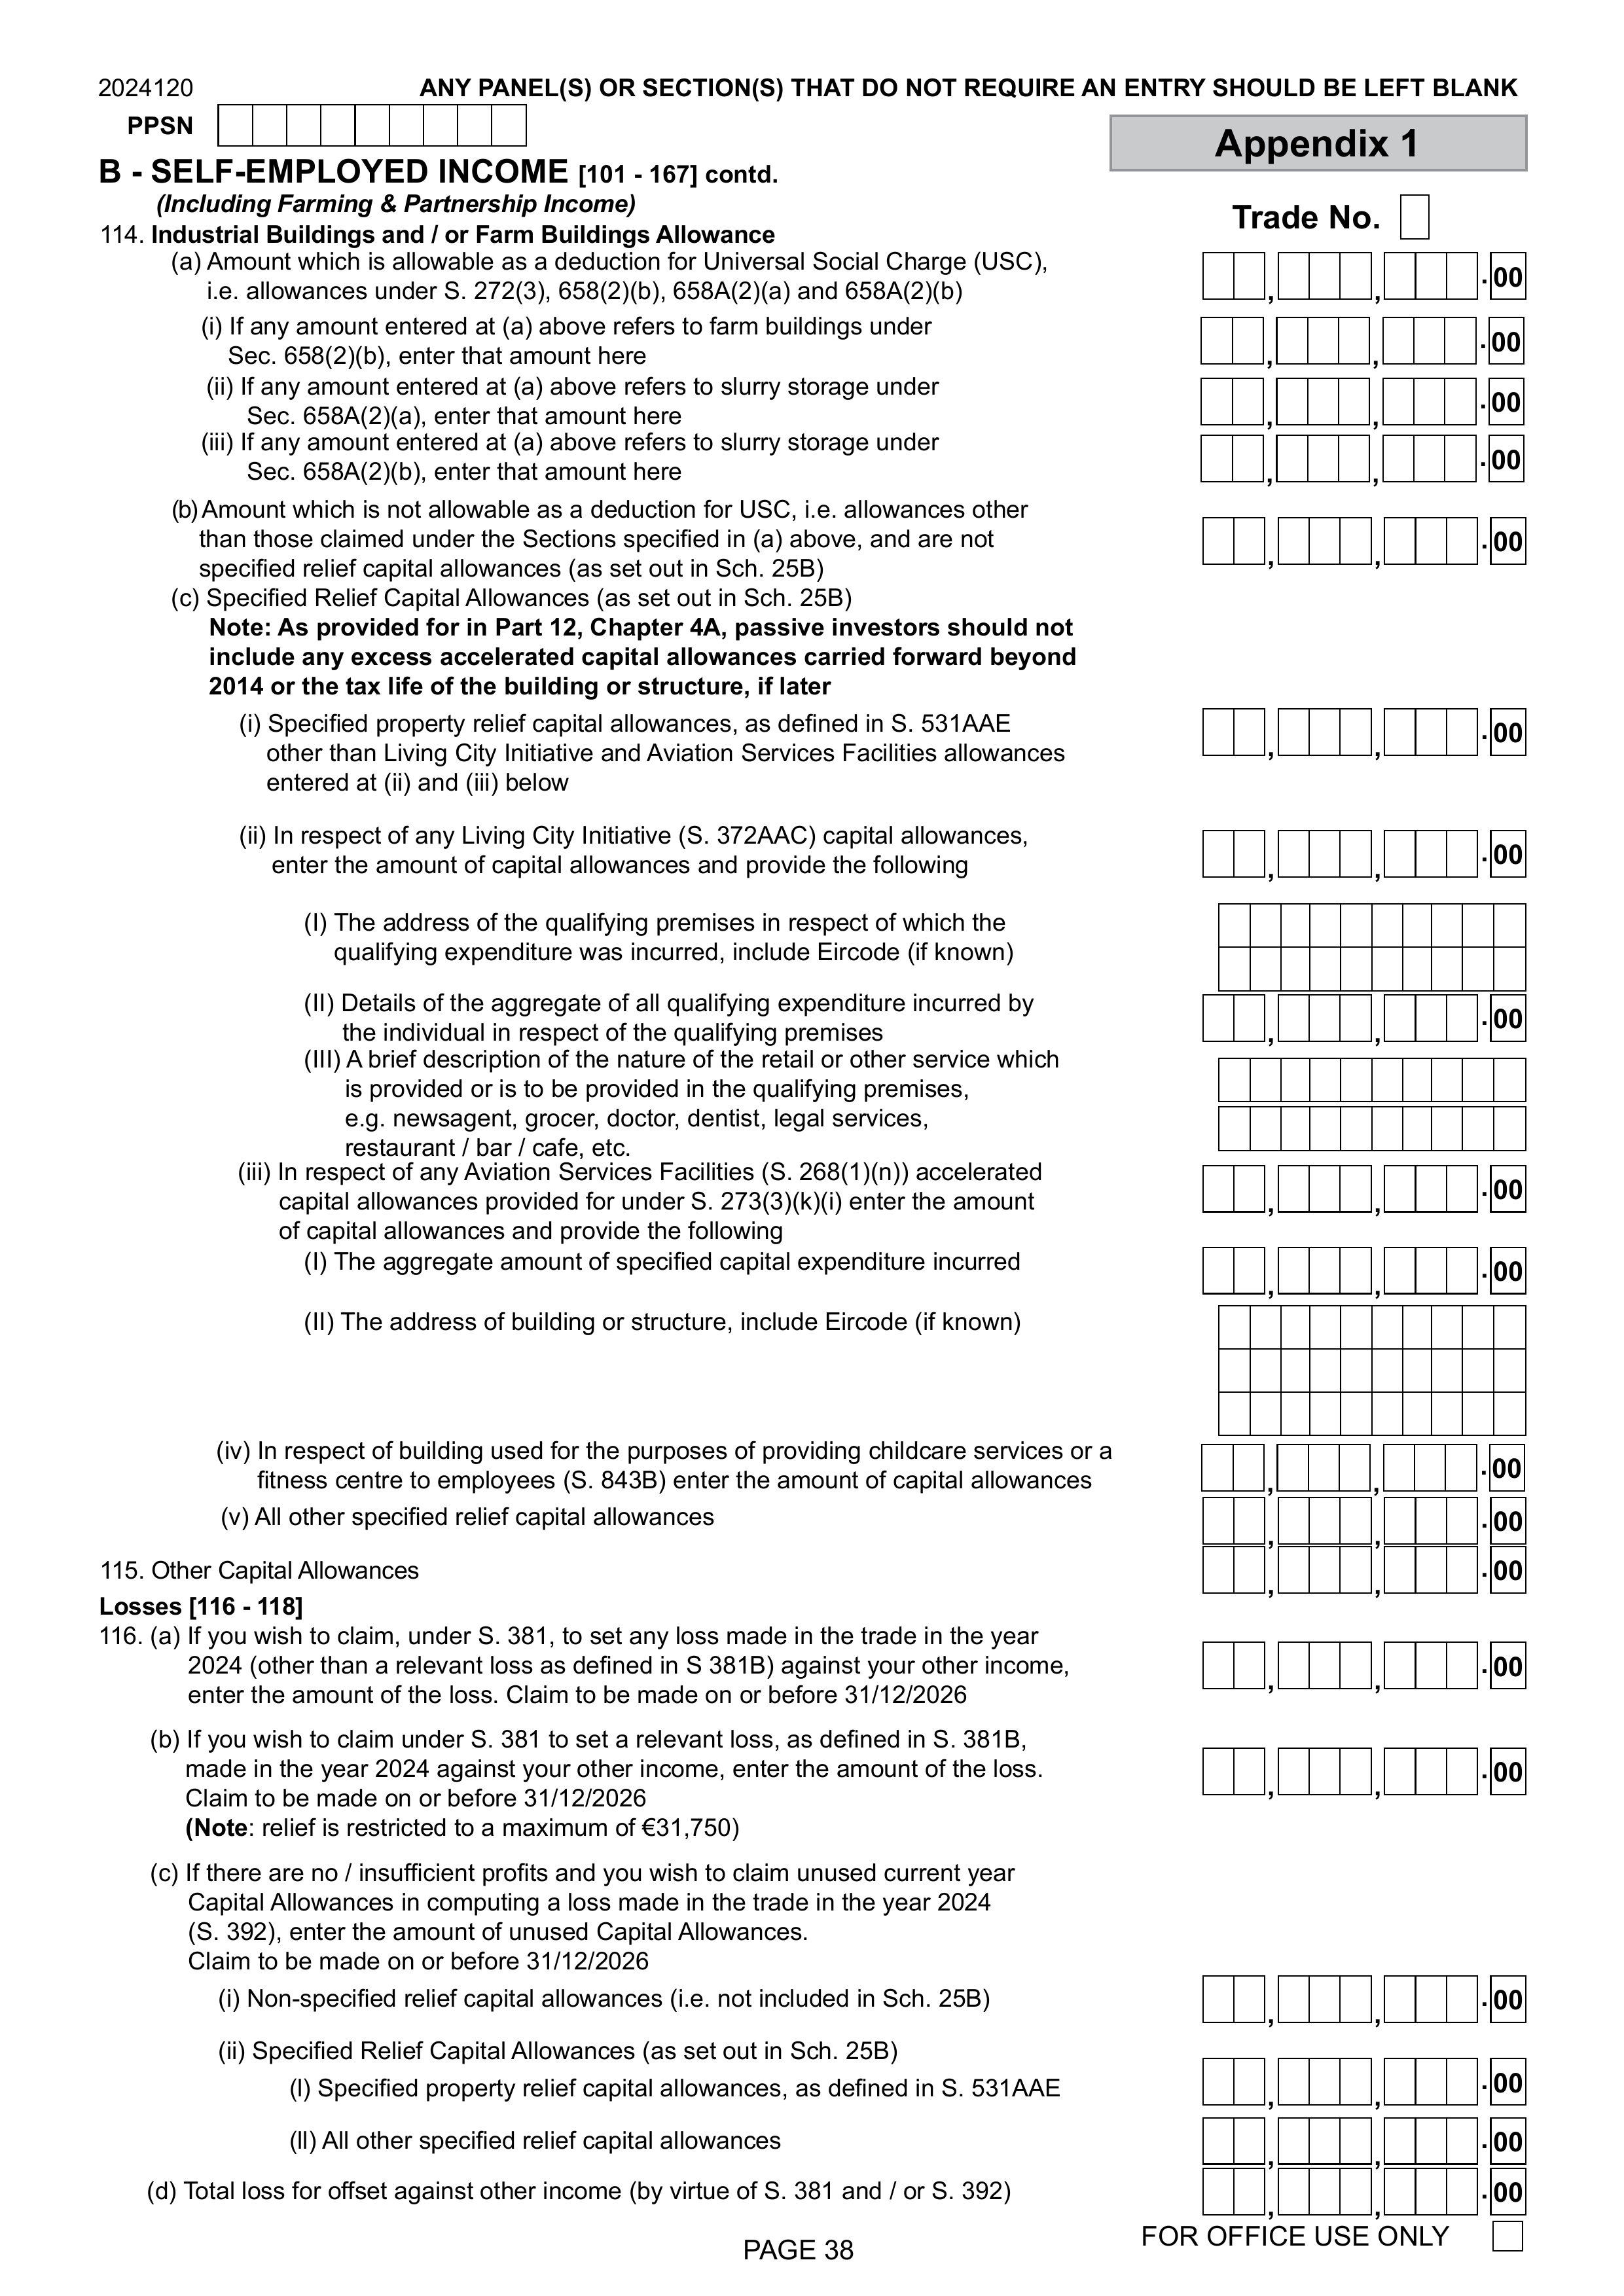 2024120 ANY PANEL(S) OR SECTION(S) THAT DO NOT REQUIRE AN ENTRY SHOULD BE LEFT BLANK
PPSN
Appendix 1
B - SELF-EMPLOYED INCOME [101 - 167] contd.
(Including Farming & Partnership Income)
Trade No.
114. Industrial Buildings and / or Farm Buildings Allowance
(a) Amount which is allowable as a deduction for Universal Social Charge (USC),
i.e. allowances under S. 272(3), 658(2)(b), 658A(2)(a) and 658A(2)(b) , , .00
(i) If any amount entered at (a) above refers to farm buildings under
Sec. 658(2)(b), enter that amount here , , .00
(ii) If any amount entered at (a) above refers to slurry storage under
Sec. 658A(2)(a), enter that amount here , , .00
(iii) If any amount entered at (a) above refers to slurry storage under
Sec. 658A(2)(b), enter that amount here , , .00
(b) Amount which is not allowable as a deduction for USC, i.e. allowances other
than those claimed under the Sections specified in (a) above, and are not , , .00
specified relief capital allowances (as set out in Sch. 25B)
(c) Specified Relief Capital Allowances (as set out in Sch. 25B)
Note: As provided for in Part 12, Chapter 4A, passive investors should not
include any excess accelerated capital allowances carried forward beyond
2014 or the tax life of the building or structure, if later
(i) Specified property relief capital allowances, as defined in S. 531AAE , , .00
other than Living City Initiative and Aviation Services Facilities allowances
entered at (ii) and (iii) below
(ii) In respect of any Living City Initiative (S. 372AAC) capital allowances,
enter the amount of capital allowances and provide the following , , .00
(I) The address of the qualifying premises in respect of which the
qualifying expenditure was incurred, include Eircode (if known)
(II) Details of the aggregate of all qualifying expenditure incurred by
the individual in respect of the qualifying premises , , .00
(III) A brief description of the nature of the retail or other service which
is provided or is to be provided in the qualifying premises,
e.g. newsagent, grocer, doctor, dentist, legal services,
restaurant / bar / cafe, etc.
(iii) In respect of any Aviation Services Facilities (S. 268(1)(n)) accelerated
capital allowances provided for under S. 273(3)(k)(i) enter the amount , , .00
of capital allowances and provide the following
(I) The aggregate amount of specified capital expenditure incurred , , .00
(II) The address of building or structure, include Eircode (if known)
(iv) In respect of building used for the purposes of providing childcare services or a
fitness centre to employees (S. 843B) enter the amount of capital allowances , , .00
(v) All other specified relief capital allowances , , .00
115. Other Capital Allowances , , .00
Losses [116 - 118]
116. (a) If you wish to claim, under S. 381, to set any loss made in the trade in the year
2024 (other than a relevant loss as defined in S 381B) against your other income, , , .00
enter the amount of the loss. Claim to be made on or before 31/12/2026
(b) If you wish to claim under S. 381 to set a relevant loss, as defined in S. 381B,
made in the year 2024 against your other income, enter the amount of the loss. , , .00
Claim to be made on or before 31/12/2026
(Note: relief is restricted to a maximum of €31,750)
(c) If there are no / insufficient profits and you wish to claim unused current year
Capital Allowances in computing a loss made in the trade in the year 2024
(S. 392), enter the amount of unused Capital Allowances.
Claim to be made on or before 31/12/2026
(i) Non-specified relief capital allowances (i.e. not included in Sch. 25B) , , .00
(ii) Specified Relief Capital Allowances (as set out in Sch. 25B)
(I) Specified property relief capital allowances, as defined in S. 531AAE , , .00
(II) All other specified relief capital allowances , , .00
(d) Total loss for offset against other income (by virtue of S. 381 and / or S. 392) , , .00
FOR OFFICE USE ONLY
PAGE 38